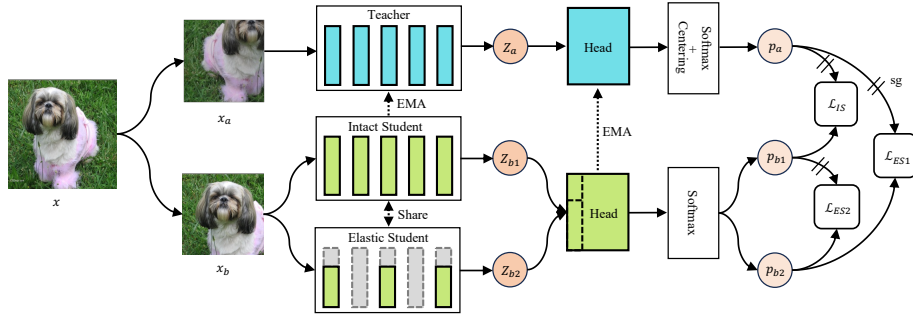 Teacher
Z_a
Head
Softmax
+
Centering
p_a
sg
x_a
EMA
EMA
L_IS
Intact Student
x
Z_b1
p_b1
L_ES1
Share
Head
Softmax
L_ES2
Elastic Student
x_b
Z_b2
p_b2